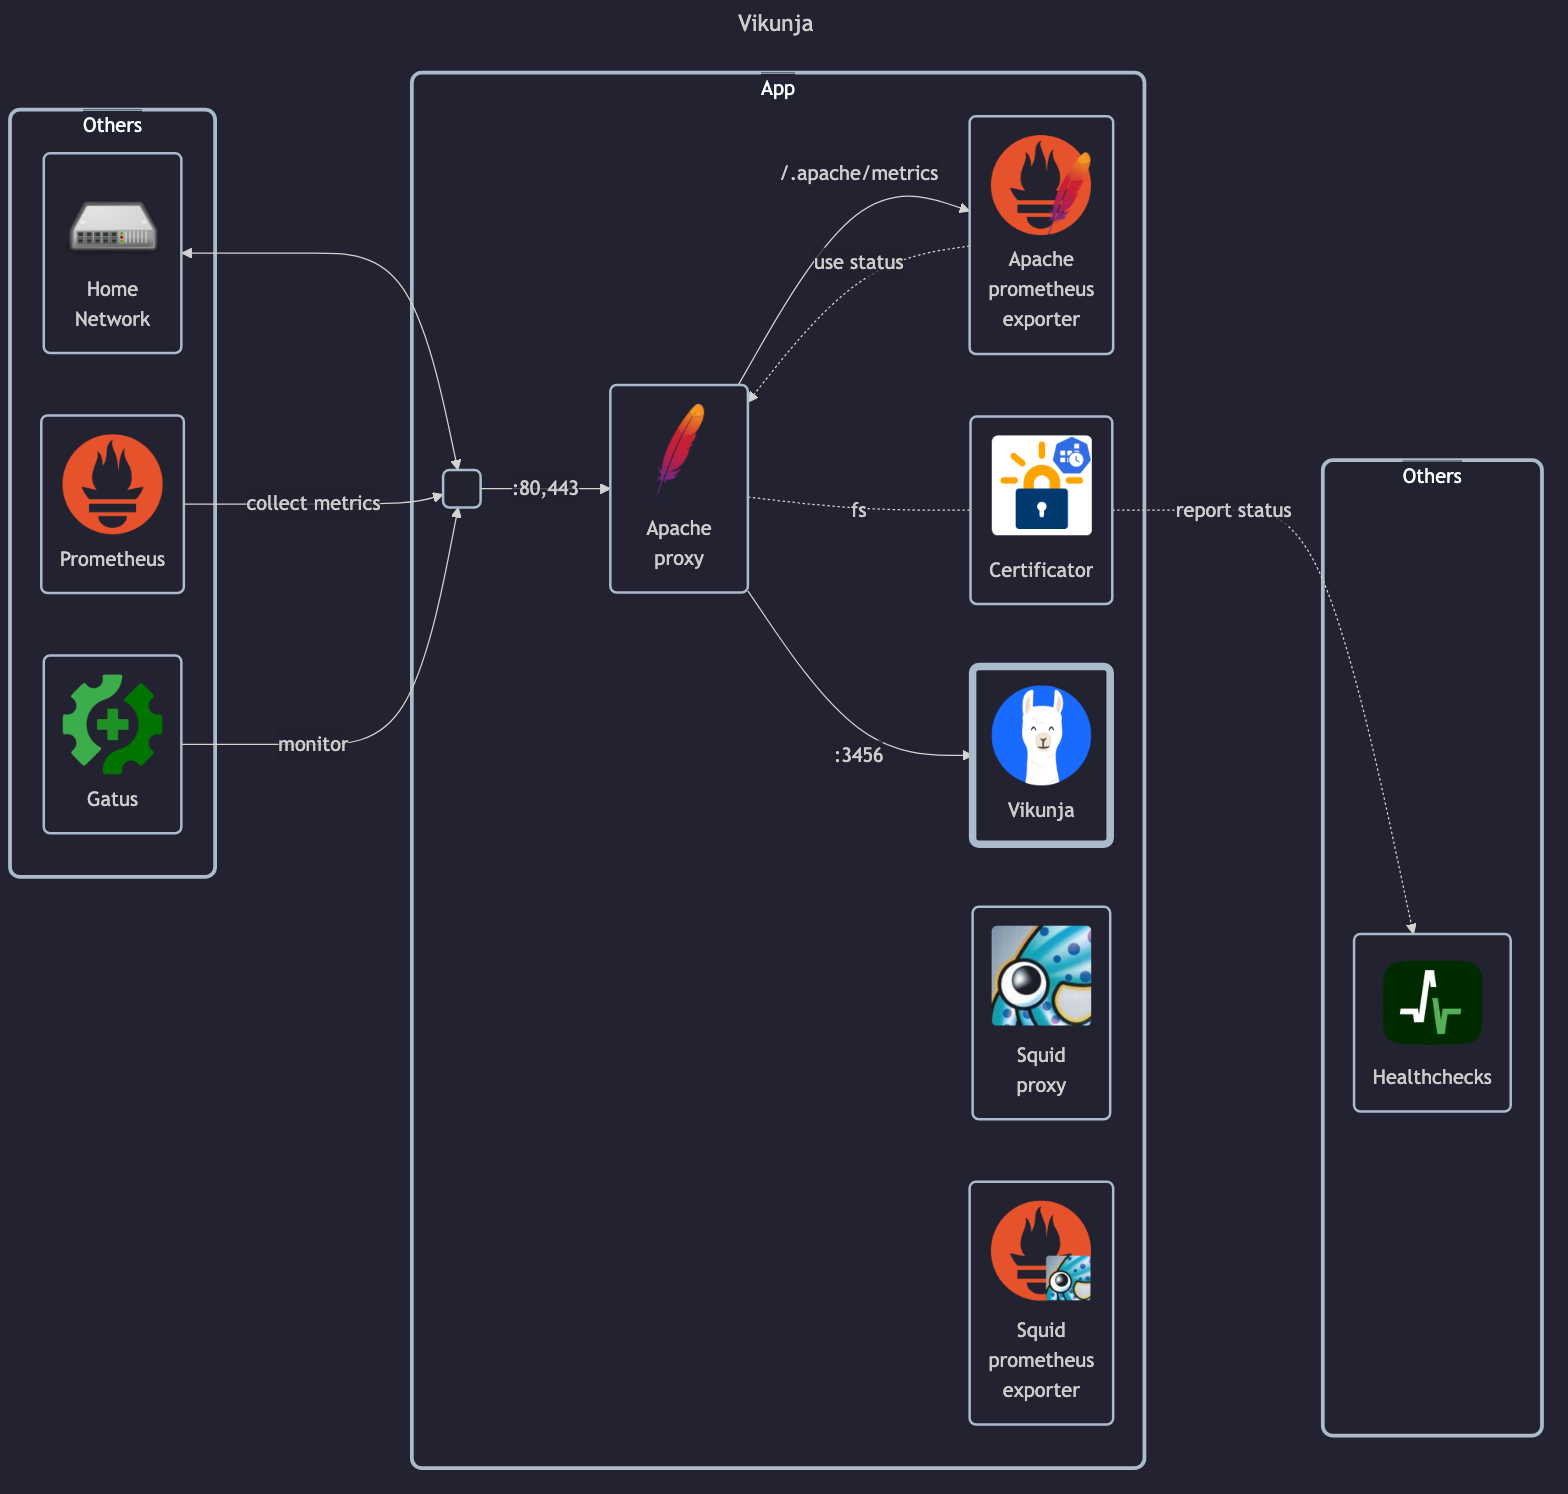 Vikunja
Others
Home
Network
Prometheus
Gatus
collect metrics
monitor
App
:80,443
Apache
proxy
/.apache/metrics
use status
fs
:3456
Apache
prometheus
exporter
Certificator
Vikunja
Squid
proxy
Squid
prometheus
exporter
report status
Others
Healthchecks